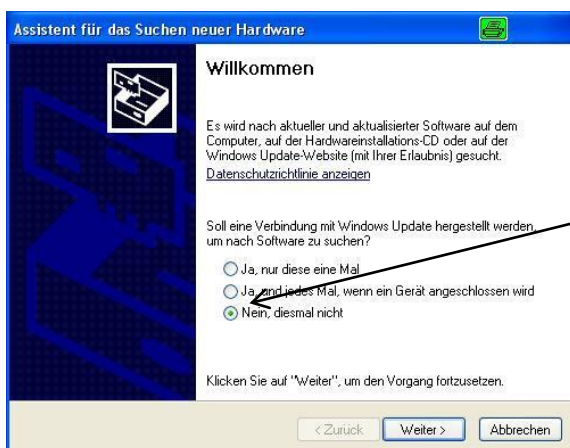 Assistent für das Suchen neuer Hardware
Willkommen
Es wird nach aktueller und aktualisierter Software auf dem
Computer, auf der Hardwareinstallations-CD oder auf der
Windows Update-Website (mit Ihrer Erlaubnis) gesucht.
Datenschutzrichtlinie anzeigen
Soll eine Verbindung mit Windows Update hergestellt werden,
um nach Software zu suchen?
Ja, nur diese eine Mal
Ja, und jedes Mal, wenn ein Gerät angeschlossen wird
Nein, diesmal nicht
Klicken Sie auf "Weiter", um den Vorgang fortzusetzen.
< Zurück Weiter > Abbrechen